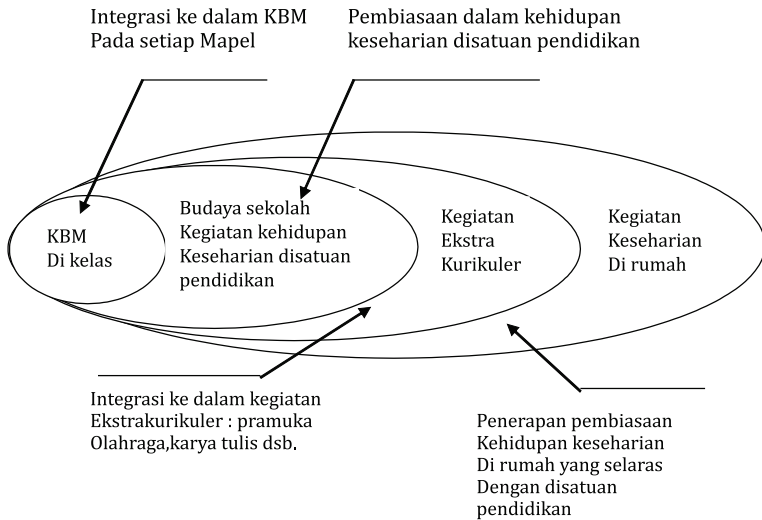 Integrasi ke dalam KBM
Pada setiap Mapel
Pembiasaan dalam kehidupan
keseharian disatuan pendidikan
KBM
Di kelas
Budaya sekolah
Kegiatan kehidupan
Keseharian disatuan
pendidikan
Kegiatan
Ekstra
Kurikuler
Kegiatan
Keseharian
Di rumah
Integrasi ke dalam kegiatan
Ekstrakurikuler : pramuka
Olahraga,karya tulis dsb.
Penerapan pembiasaan
Kehidupan keseharian
Di rumah yang selaras
Dengan disatuan
pendidikan